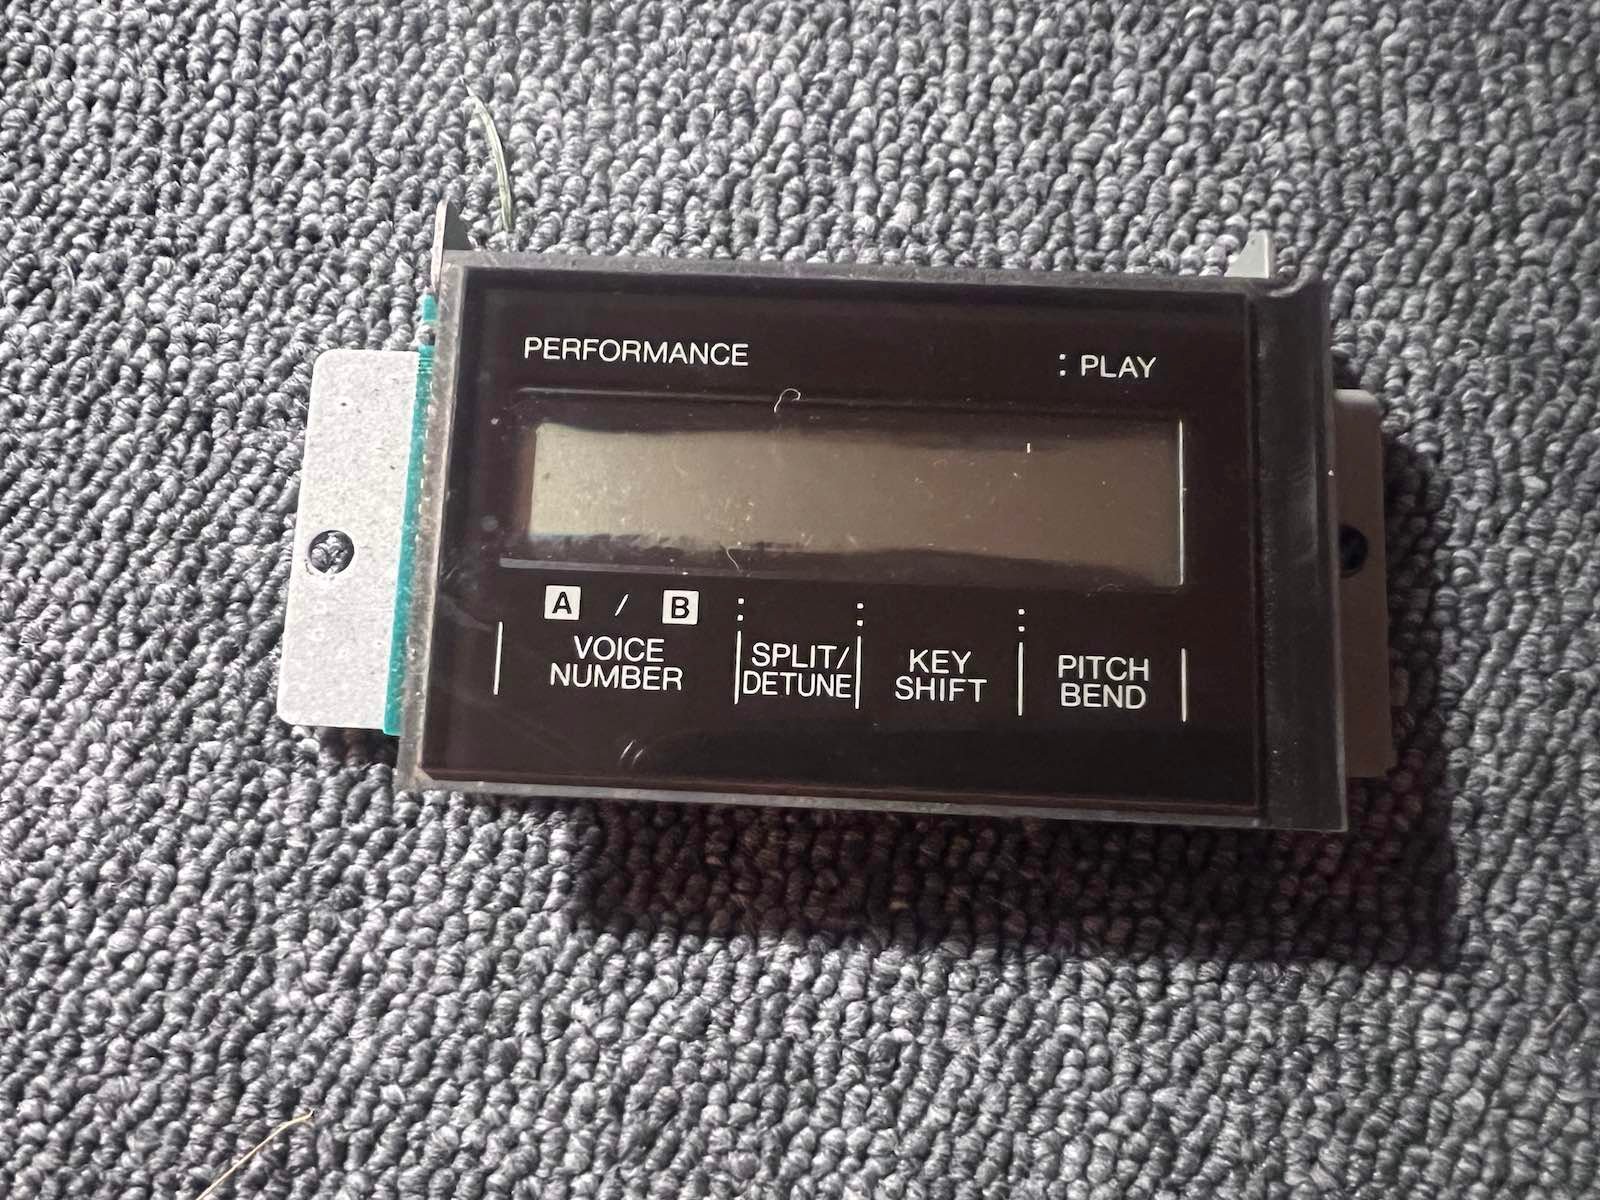 PERFORMANCE : PLAY
A / B : : :
VOICE NUMBER
SPLIT/ DETUNE
KEY SHIFT
PITCH BEND